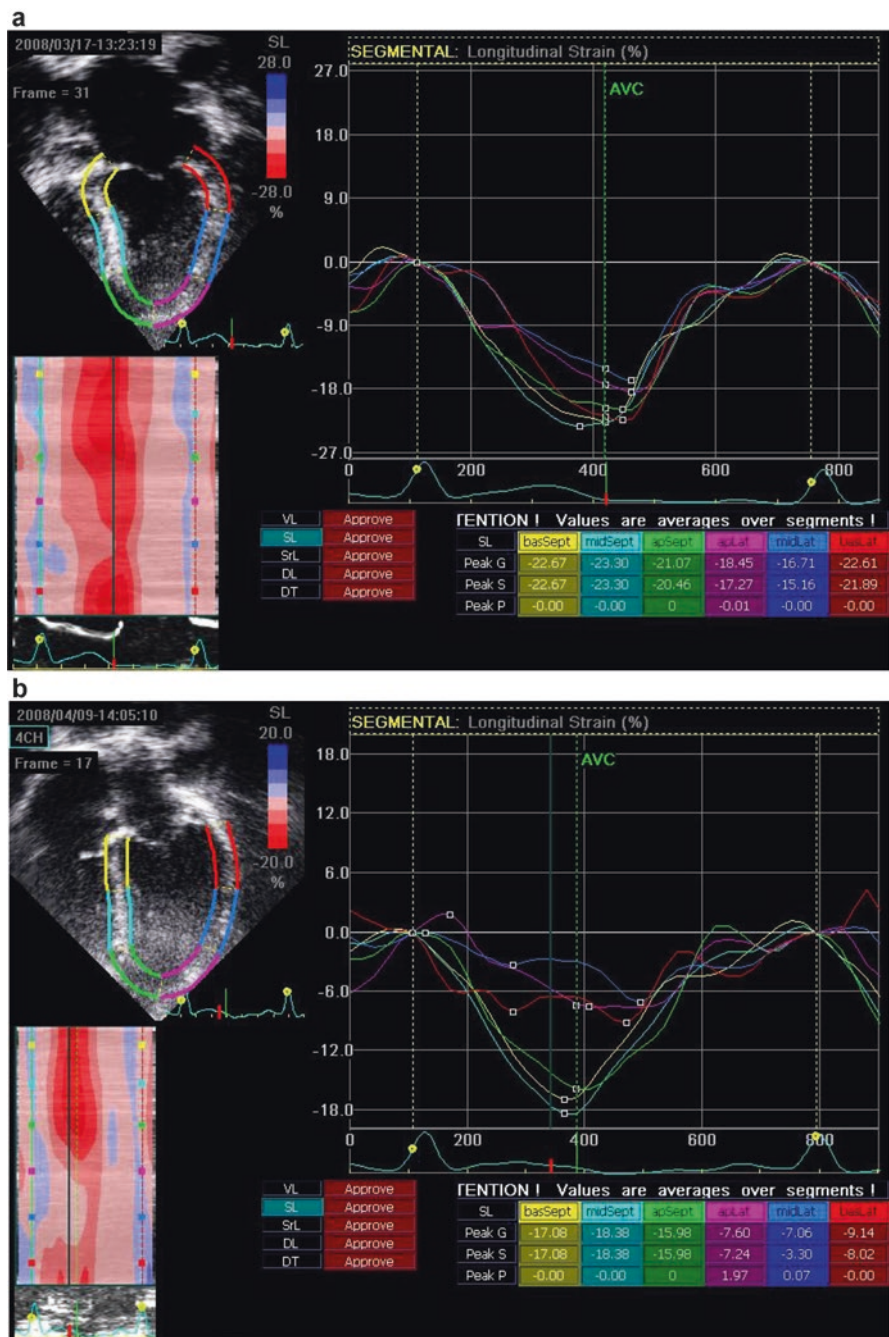 a
2008/03/17-13:23:19
SL
28.0
Frame = 31
-28.0
%
SEGMENTAL: Longitudinal Strain (%)
27.0
AVC
18.0
9.0
0.0
-9.0
-18.0
-27.0
0 200 400 600 800
VL Approve
SL Approve
SrL Approve
DL Approve
DT Approve
TENTION ! Values are averages over segments !
SL basSept midSept apSept apLat midLat basLat
Peak G -22.67 -23.30 -21.07 -18.45 -16.71 -22.61
Peak S -22.67 -23.30 -20.46 -17.27 -15.16 -21.89
Peak P -0.00 -0.00 0 -0.01 -0.00 -0.00
b
2008/04/09-14:05:10
SL
20.0
4CH
Frame = 17
-20.0
%
SEGMENTAL: Longitudinal Strain (%)
18.0
AVC
12.0
6.0
0.0
-6.0
-12.0
-18.0
0 200 400 600 800
VL Approve
SL Approve
SrL Approve
DL Approve
DT Approve
TENTION ! Values are averages over segments !
SL basSept midSept apSept apLat midLat basLat
Peak G -17.08 -18.38 -15.98 -7.60 -7.06 -9.14
Peak S -17.08 -18.38 -15.98 -7.24 -3.30 -8.02
Peak P -0.00 -0.00 0 1.97 0.07 -0.00